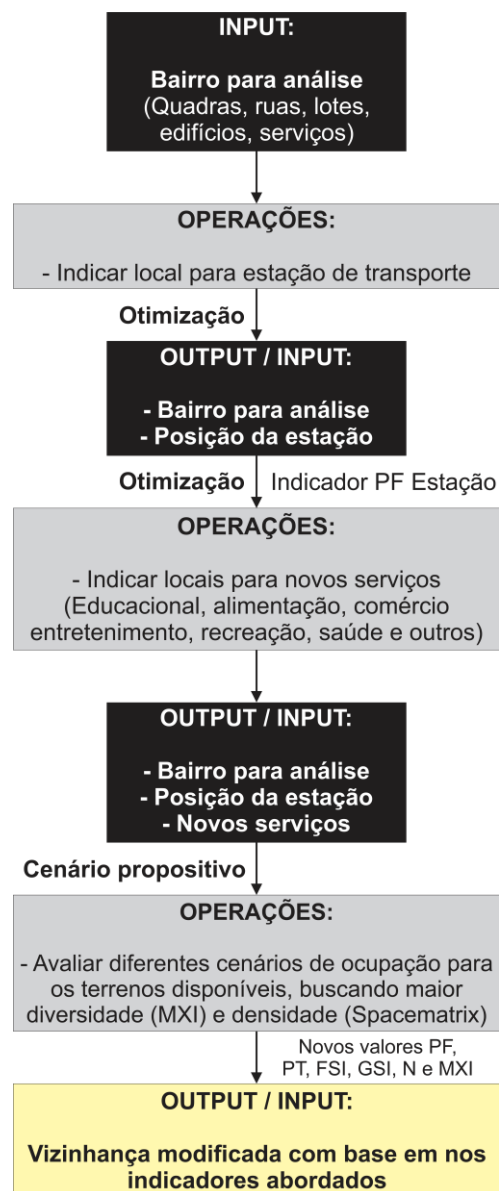 INPUT:
Bairro para análise
(Quadras, ruas, lotes,
edifícios, serviços)
OPERAÇÕES:
- Indicar local para estação de transporte
Otimização
OUTPUT / INPUT:
- Bairro para análise
- Posição da estação
Otimização Indicador PF Estação
OPERAÇÕES:
- Indicar locais para novos serviços
(Educacional, alimentação, comércio
entretenimento, recreação, saúde e outros)
OUTPUT / INPUT:
- Bairro para análise
- Posição da estação
- Novos serviços
Cenário propositivo
OPERAÇÕES:
- Avaliar diferentes cenários de ocupação para
os terrenos disponíveis, buscando maior
diversidade (MXI) e densidade (Spacematrix)
Novos valores PF,
PT, FSI, GSI, N e MXI
OUTPUT / INPUT:
Vizinhança modificada com base em nos
indicadores abordados